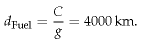 d_Fuel = C/g = 4000 km.